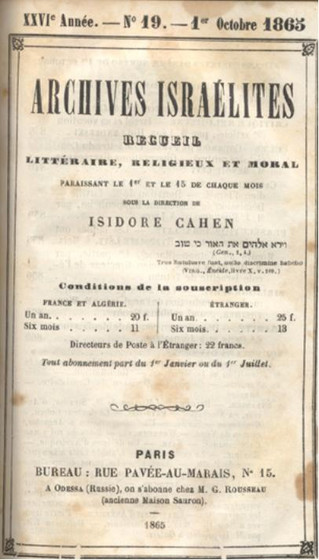 XXVIe Année. — No 19. — 1er Octobre 1865
ARCHIVES ISRAÉLITES
RECUEIL
LITTÉRAIRE, RELIGIEUX ET MORAL
PARAISSANT LE 1er ET LE 15 DE CHAQUE MOIS
SOUS LA DIRECTION DE
ISIDORE CAHEN
וירא אלהים את האור כי טוב
(Gen., I, 4.)
Tros Rutulusve fuat, nullo discrimine habebo
(VIRG., Énéide, livre X, v. 108.)
Conditions de la souscription
FRANCE ET ALGÉRIE.
Un an. . . . . . . 20 f.
Six mois . . . . . . 11
ÉTRANGER.
Un an. . . . . . . 25 f.
Six mois. . . . . . 13
Directeurs de Poste à l'Étranger : 22 francs.
Tout abonnement part du 1er Janvier ou du 1er Juillet.
PARIS
BUREAU : RUE PAVÉE-AU-MARAIS, No 15.
A ODESSA (Russie), on s'abonne chez M. G. ROUSSEAU
(ancienne Maison Sauron).
1865